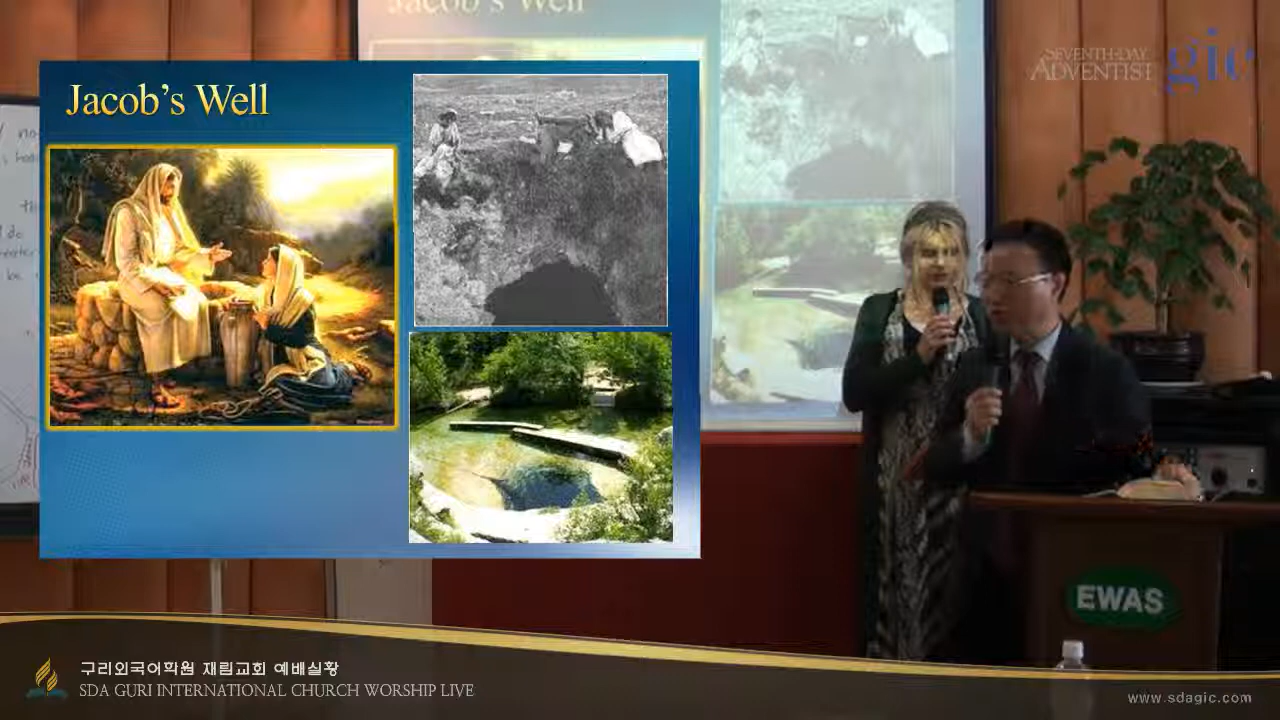 Jacob's Well
Jacob's Well
SEVENTH-DAY
ADVENTIST
gic
EWAS
구리외국어학원 재림교회 예배실황
SDA GURI INTERNATIONAL CHURCH WORSHIP LIVE
www.sdagic.com